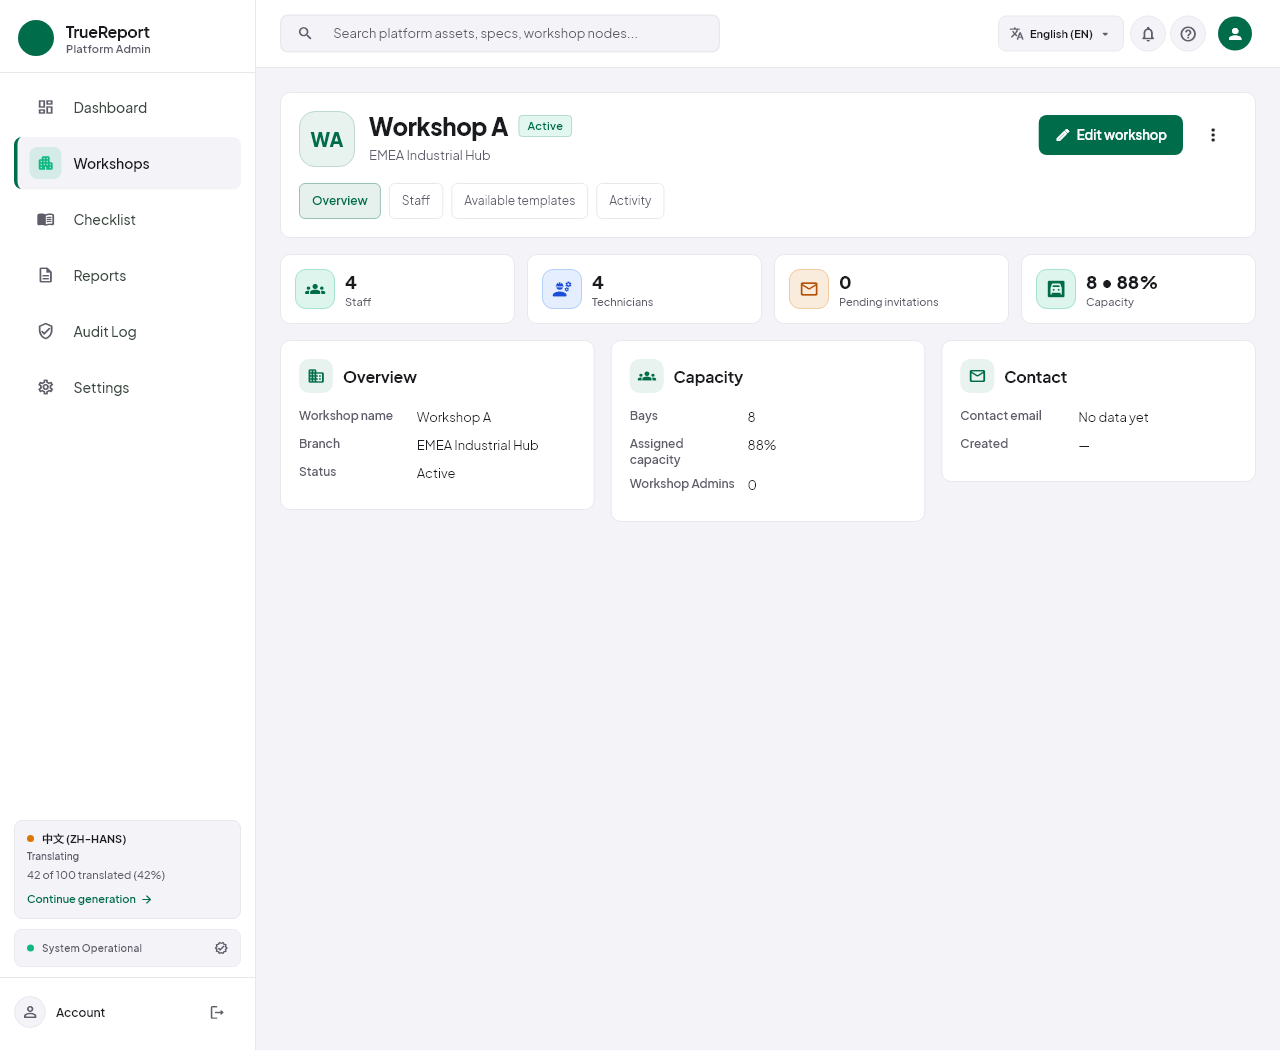 TrueReport
Platform Admin
Search platform assets, specs, workshop nodes...
English (EN)
Dashboard
Workshops
Checklist
Reports
Audit Log
Settings
WA
Workshop A
Active
EMEA Industrial Hub
Edit workshop
Overview
Staff
Available templates
Activity
4
Staff
4
Technicians
0
Pending invitations
8 • 88%
Capacity
Overview
Workshop name
Workshop A
Branch
EMEA Industrial Hub
Status
Active
Capacity
Bays
8
Assigned
capacity
88%
Workshop Admins
0
Contact
Contact email
No data yet
Created
—
中文 (ZH-HANS)
Translating
42 of 100 translated (42%)
Continue generation →
System Operational
Account